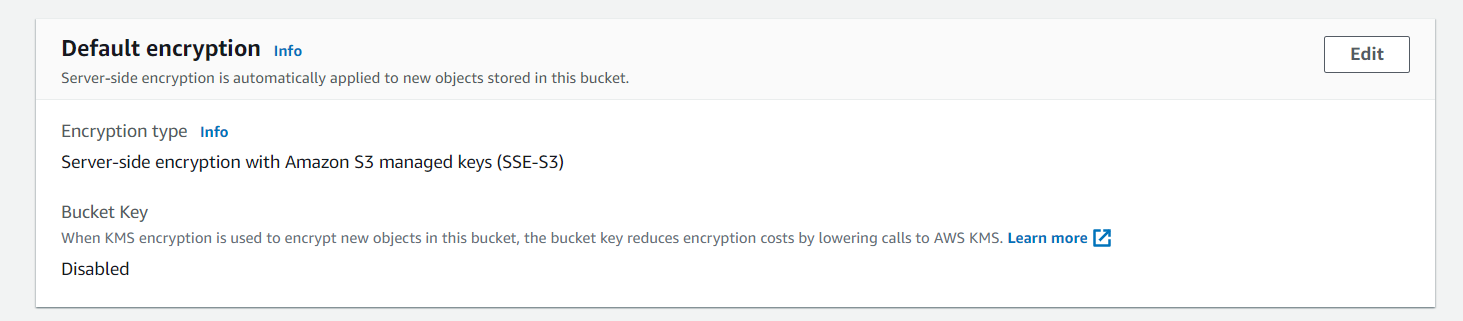 Default encryption Info
Edit
Server-side encryption is automatically applied to new objects stored in this bucket.
Encryption type Info
Server-side encryption with Amazon S3 managed keys (SSE-S3)
Bucket Key
When KMS encryption is used to encrypt new objects in this bucket, the bucket key reduces encryption costs by lowering calls to AWS KMS. Learn more
Disabled